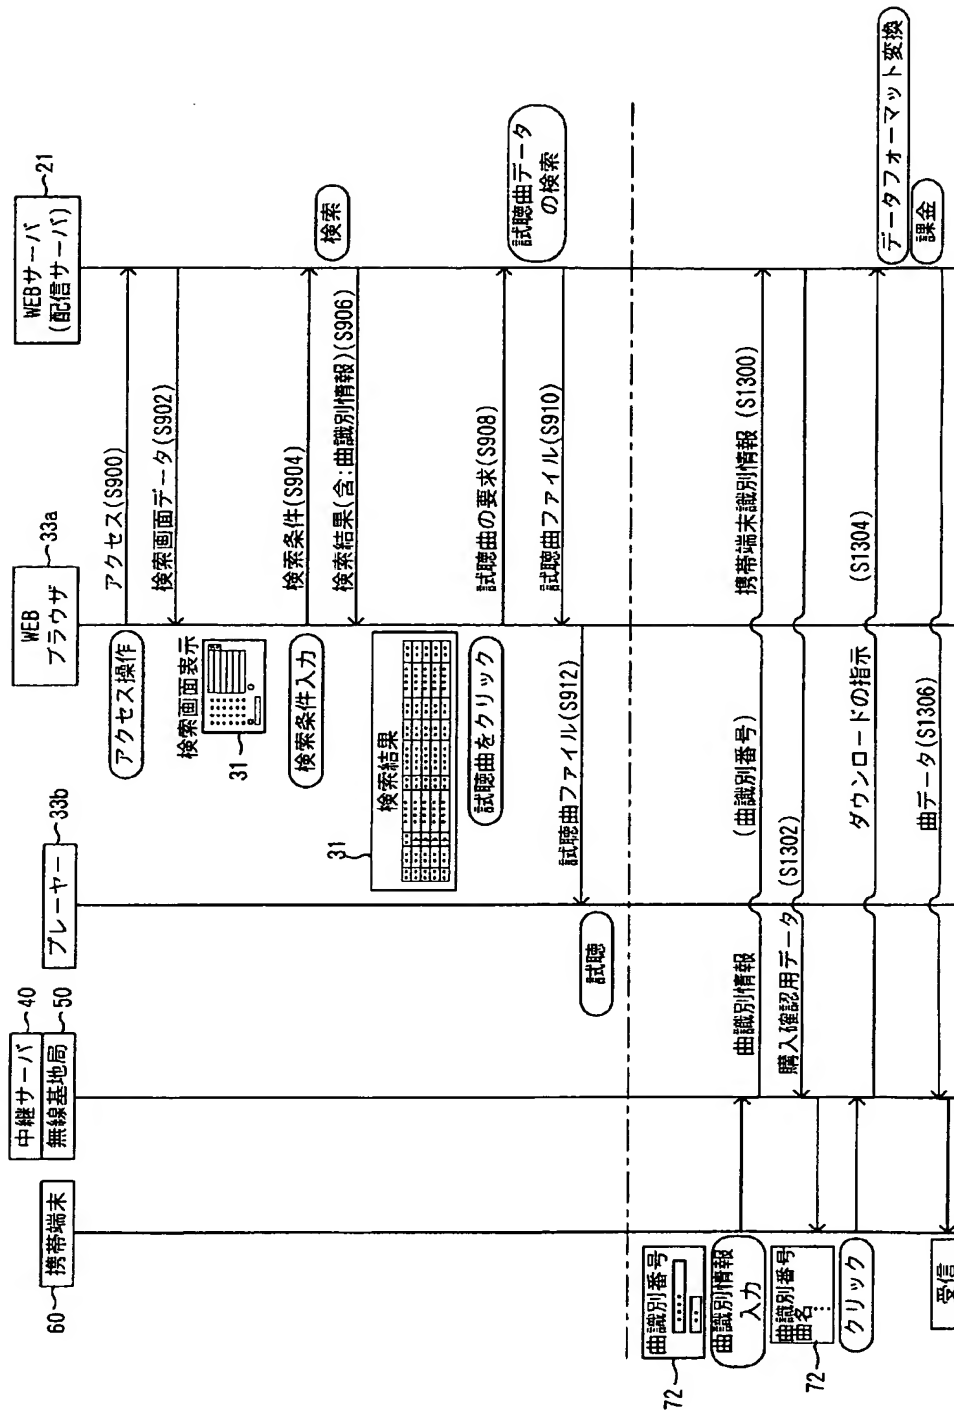 60
携帯端末
中継サーバ
40
無線基地局
50
プレーヤー
33b
WEB
ブラウザ
33a
WEBサーバ
(配信サーバ)
21
アクセス操作
アクセス(S900)
検索画面データ(S902)
検索画面表示
31
検索条件入力
検索条件(S904)
検索
検索結果(含:曲識別情報)(S906)
検索結果
31
試聴曲をクリック
試聴曲の要求(S908)
試聴曲データ
の検索
試聴曲ファイル(S910)
試聴曲ファイル(S912)
試聴
曲識別番号
72
曲識別情報
入力
曲識別情報
(曲識別番号)
携帯端末識別情報(S1300)
購入確認用データ(S1302)
曲識別番号
曲名:
72
クリック
ダウンロードの指示
(S1304)
データフォーマット変換
課金
曲データ(S1306)
受信